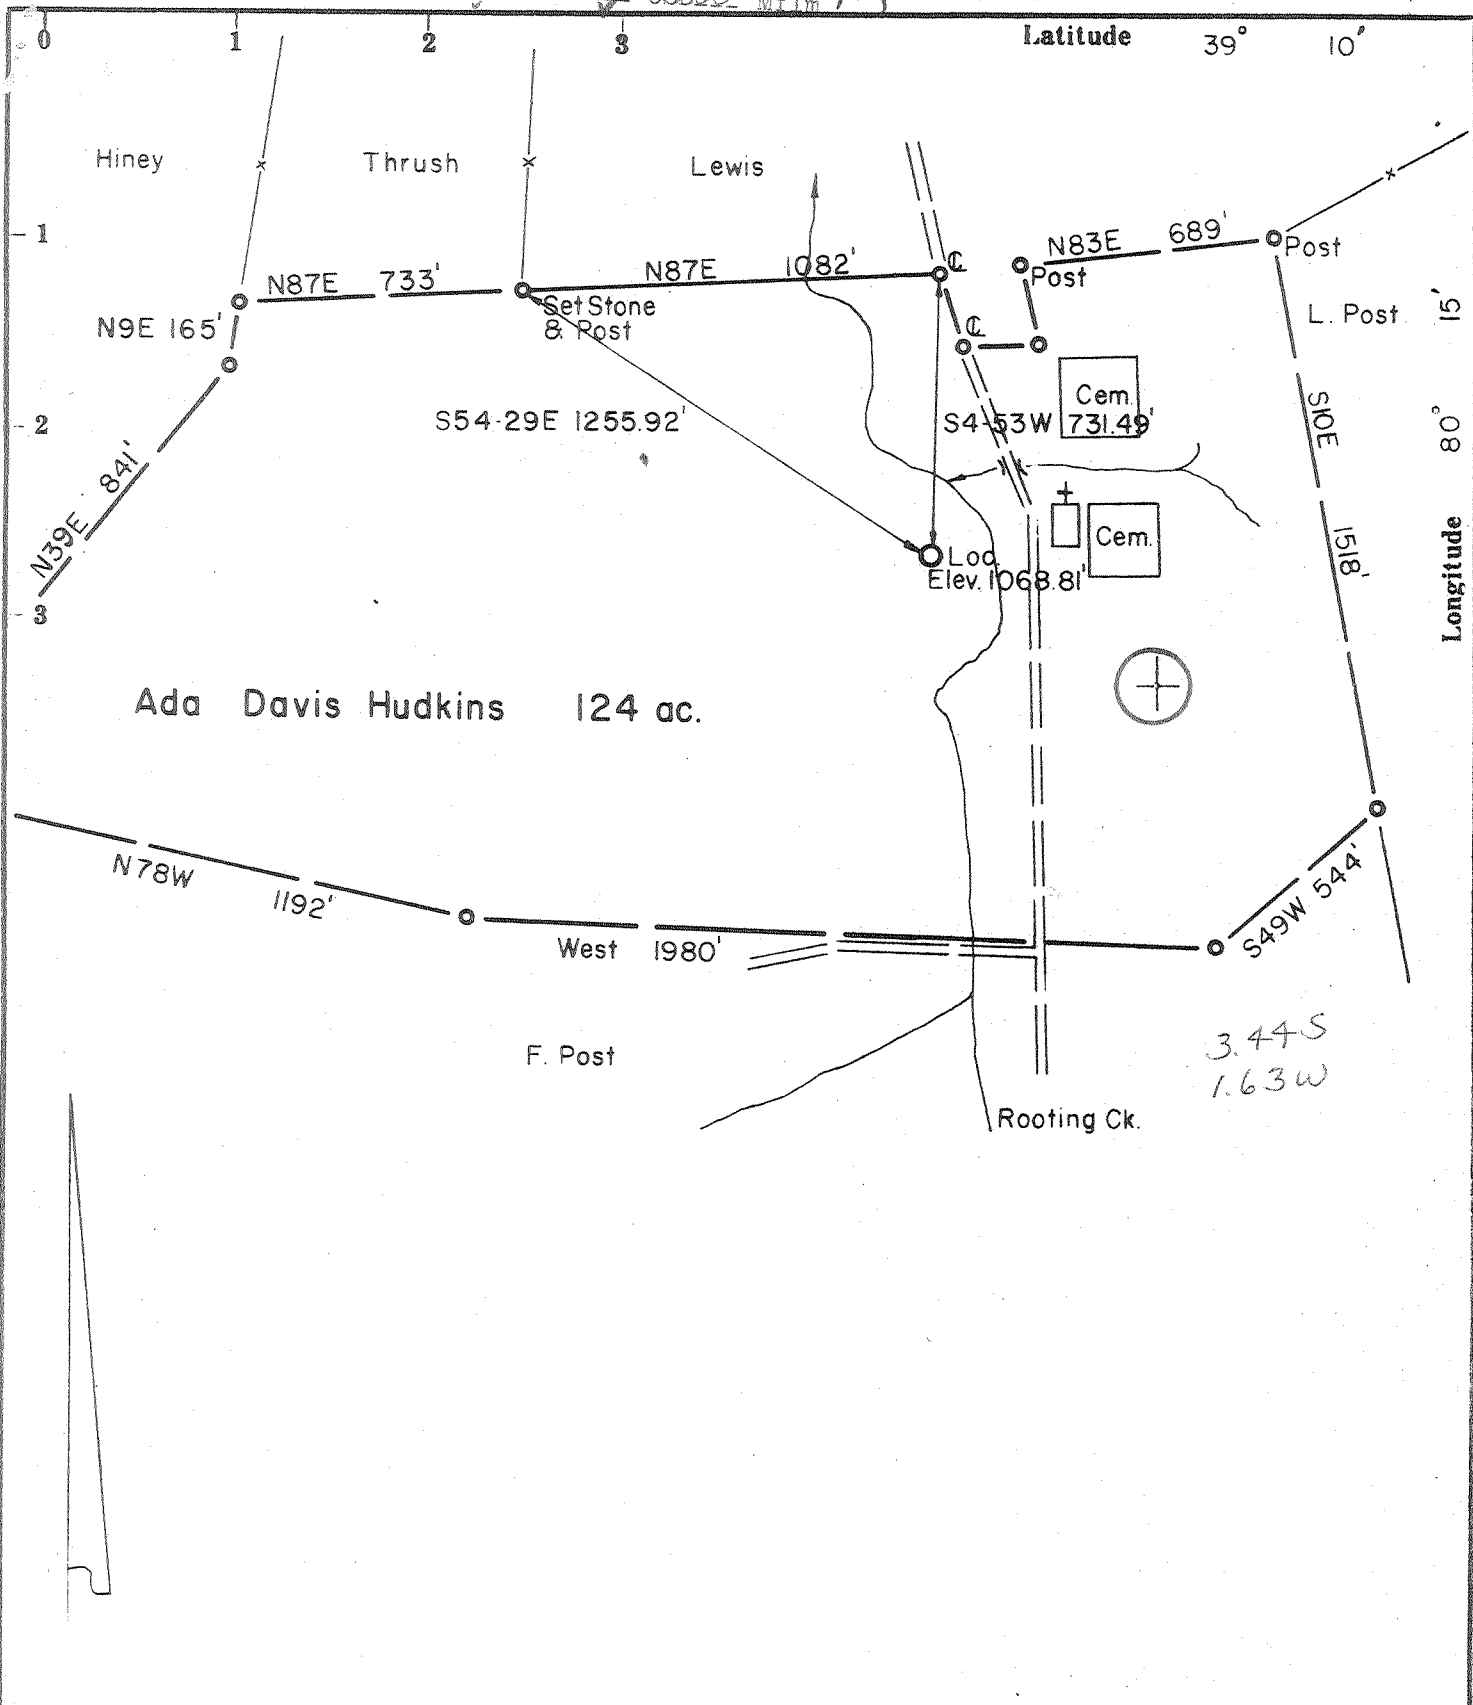 0 1 2 3 Latitude 39° 10'
Hiney Thrush Lewis
1
N87E 733'
N87E 1082'
N83E 689'
Post
Post
℄
Set Stone
& Post
N9E 165'
℄
L. Post
15'
Cem.
2
S54-29E 1255.92'
S4-53W 731.49'
S10E 1518'
80°
N39E 841'
Cem.
Loc.
Elev. 1068.81'
Longitude
3
Ada Davis Hudkins 124 ac.
N78W 1192'
West 1980'
S49W 544'
F. Post
3.44S
1.63W
Rooting Ck.